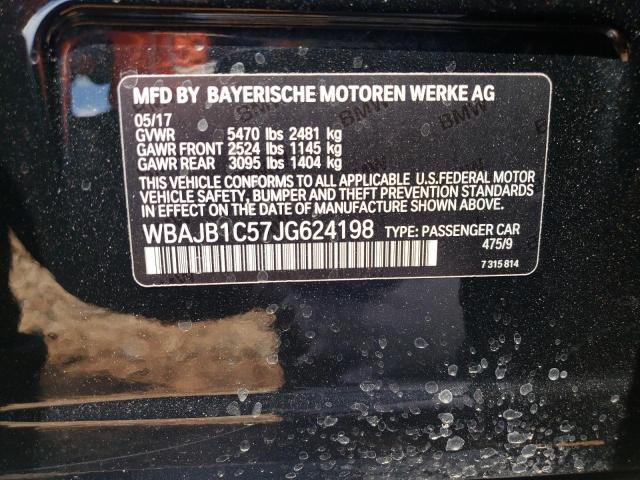 MFD BY BAYERISCHE MOTOREN WERKE AG
05/17
GVWR 5470 lbs 2481 kg
GAWR FRONT 2524 lbs 1145 kg
GAWR REAR 3095 lbs 1404 kg
THIS VEHICLE CONFORMS TO ALL APPLICABLE U.S.FEDERAL MOTOR
VEHICLE SAFETY, BUMPER, AND THEFT PREVENTION STANDARDS
IN EFFECT ON THE DATE OF MANUFACTURE SHOWN ABOVE.
WBAJB1C57JG624198 TYPE: PASSENGER CAR
475/9
7 315 814